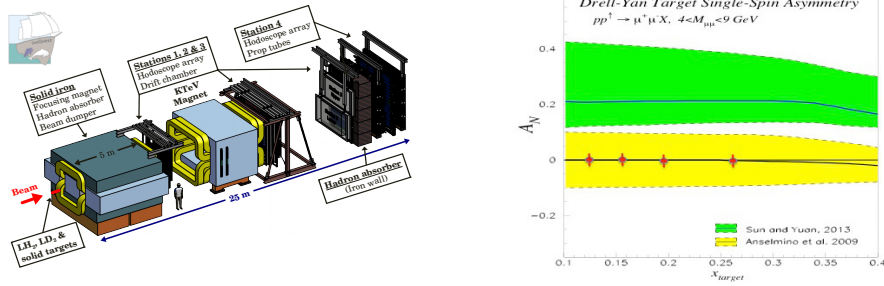 Station 4
Hodoscope array
Prop tubes
Stations 1, 2 & 3
Hodoscope array
Drift chamber
KTeV
Magnet
Solid iron
Focusing magnet
Hadron absorber
Beam dumper
5 m
Beam
25 m
Hadron absorber
(Iron wall)
LH₂, LD₂ &
solid targets
Drell-Yan Target Single-Spin Asymmetry
pp↑ → μ⁺μ⁻X, 4<Mμμ<9 GeV
A_N
0.4
0.2
0
−0.2
Sun and Yuan, 2013
Anselmino et al. 2009
0.1
0.15
0.2
0.25
0.3
0.35
0.4
x_target